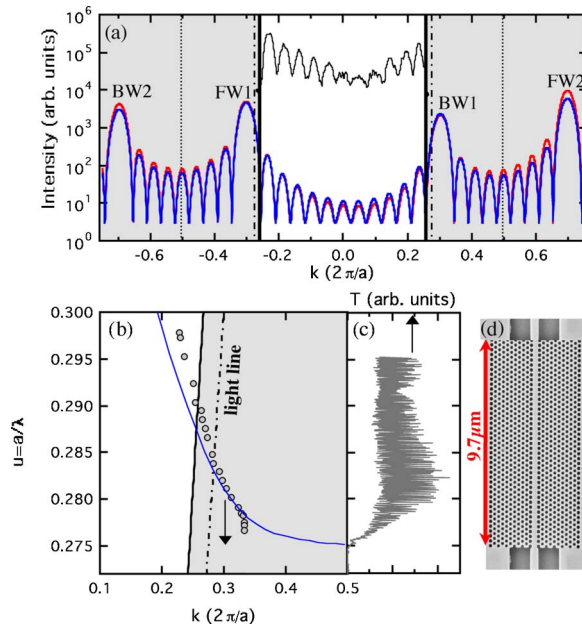 (a)
Intensity (arb. units)
10^6
10^5
10^4
10^3
10^2
10^1
10^0
BW2
FW1
BW1
FW2
-0.6
-0.4
-0.2
0.0
0.2
0.4
0.6
k (2π/a)
T (arb. units)
(b)
(c)
(d)
u=a/λ
0.300
0.295
0.290
0.285
0.280
0.275
light line
9.7μm
0.1
0.2
0.3
0.4
0.5
k (2π/a)